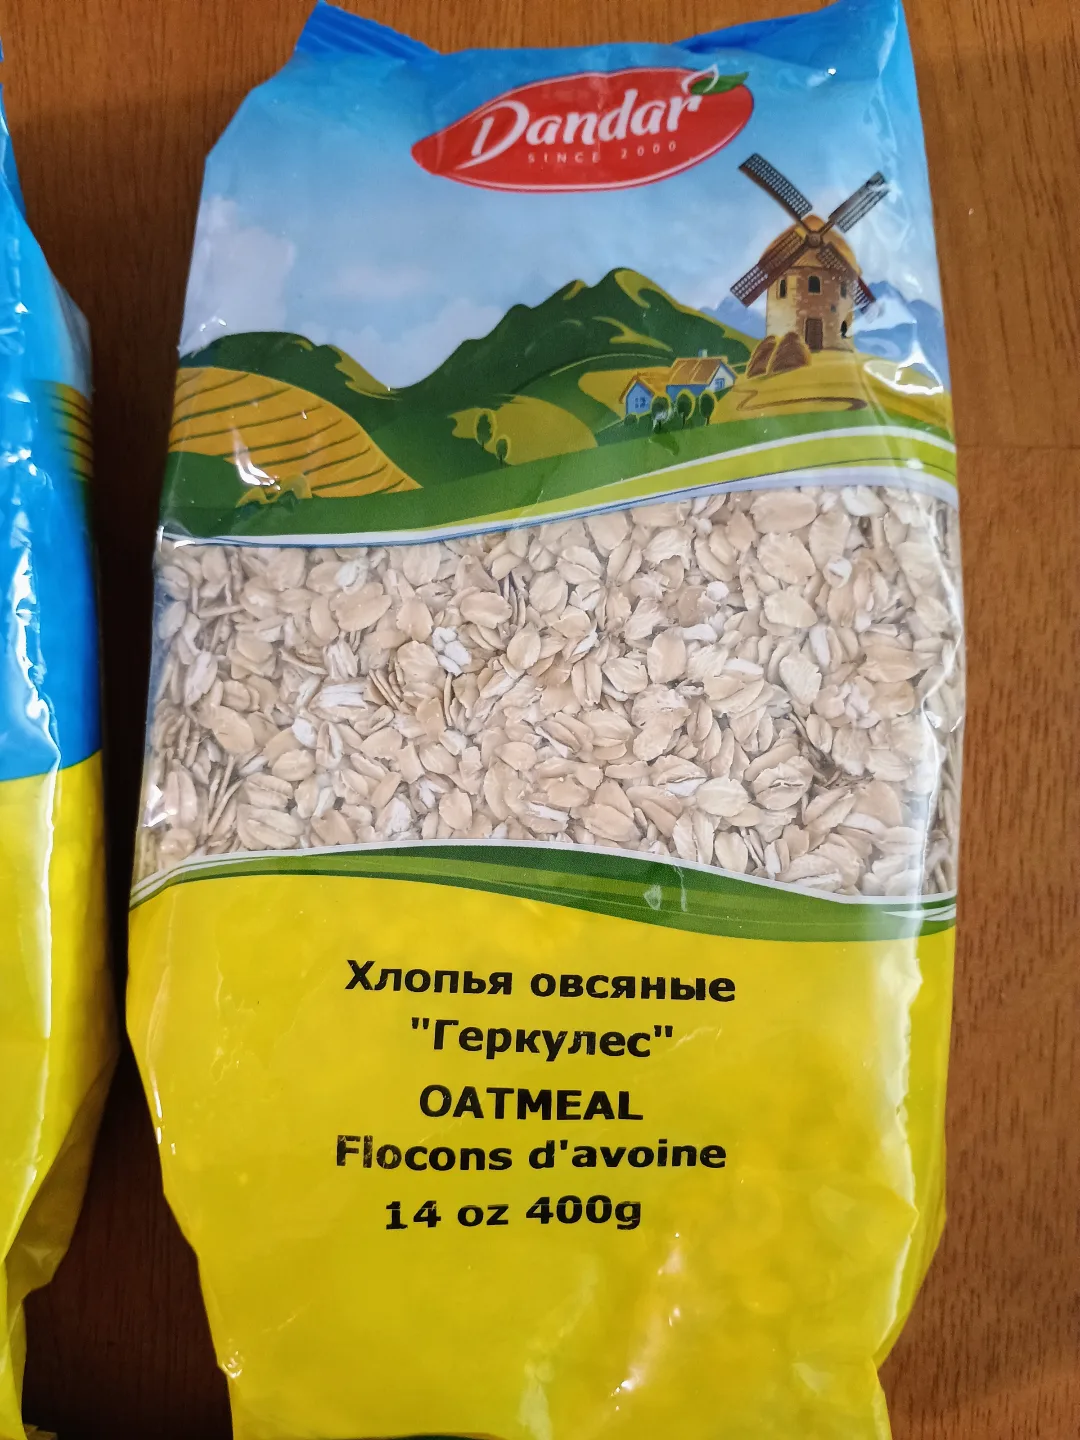 Dandar
SINCE 2000
Хлопья овсяные
"Геркулес"
OATMEAL
Flocons d'avoine
14 oz 400g